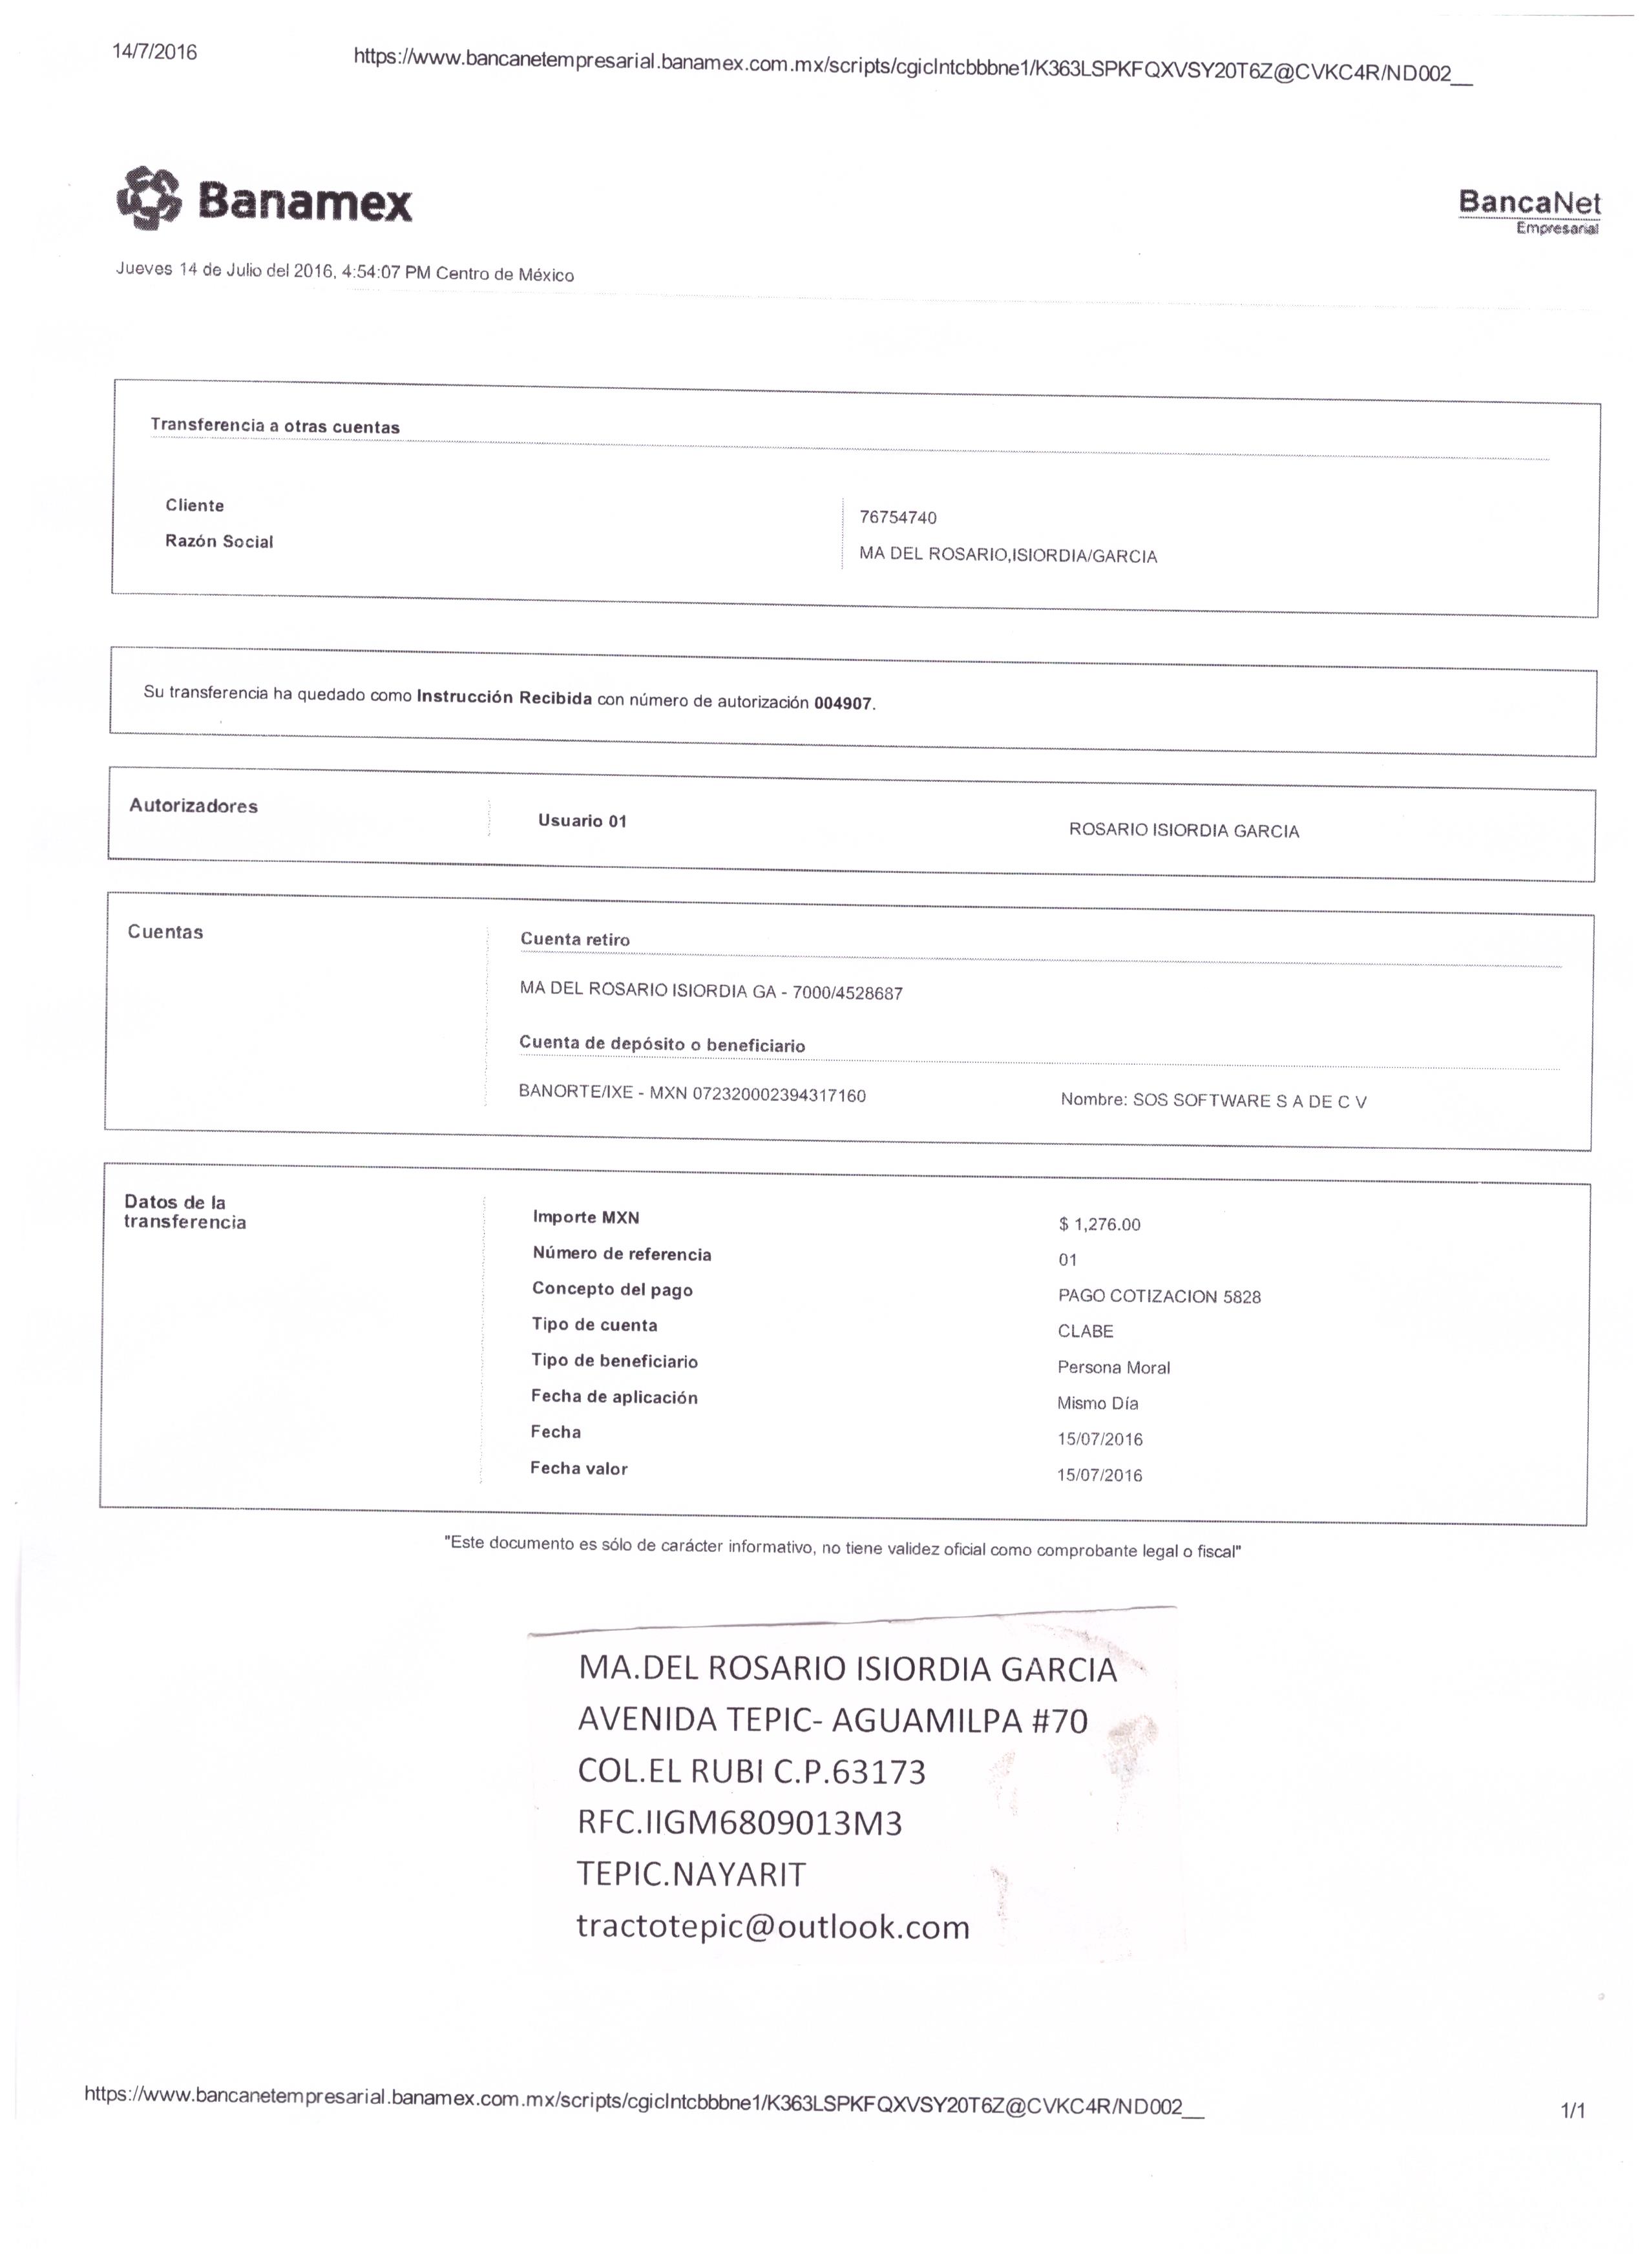 14/7/2016 https://www.bancanetempresarial.banamex.com.mx/scripts/cgiclntcbbbne1/K363LSPKFQXVSY20T6Z@CVKC4R/ND002__
Banamex
BancaNet
Empresarial
Jueves 14 de Julio del 2016, 4:54:07 PM Centro de México
Transferencia a otras cuentas
Cliente 76754740
Razón Social MA DEL ROSARIO,ISIORDIA/GARCIA
Su transferencia ha quedado como Instrucción Recibida con número de autorización 004907.
Autorizadores Usuario 01 ROSARIO ISIORDIA GARCIA
Cuentas Cuenta retiro
MA DEL ROSARIO ISIORDIA GA - 7000/4528687
Cuenta de depósito o beneficiario
BANORTE/IXE - MXN 072320002394317160 Nombre: SOS SOFTWARE S A DE C V
Datos de la
transferencia
Importe MXN $ 1,276.00
Número de referencia 01
Concepto del pago PAGO COTIZACION 5828
Tipo de cuenta CLABE
Tipo de beneficiario Persona Moral
Fecha de aplicación Mismo Día
Fecha 15/07/2016
Fecha valor 15/07/2016
"Este documento es sólo de carácter informativo, no tiene validez oficial como comprobante legal o fiscal"
MA.DEL ROSARIO ISIORDIA GARCIA
AVENIDA TEPIC- AGUAMILPA #70
COL.EL RUBI C.P.63173
RFC.IIGM6809013M3
TEPIC.NAYARIT
tractotepic@outlook.com
https://www.bancanetempresarial.banamex.com.mx/scripts/cgiclntcbbbne1/K363LSPKFQXVSY20T6Z@CVKC4R/ND002__ 1/1